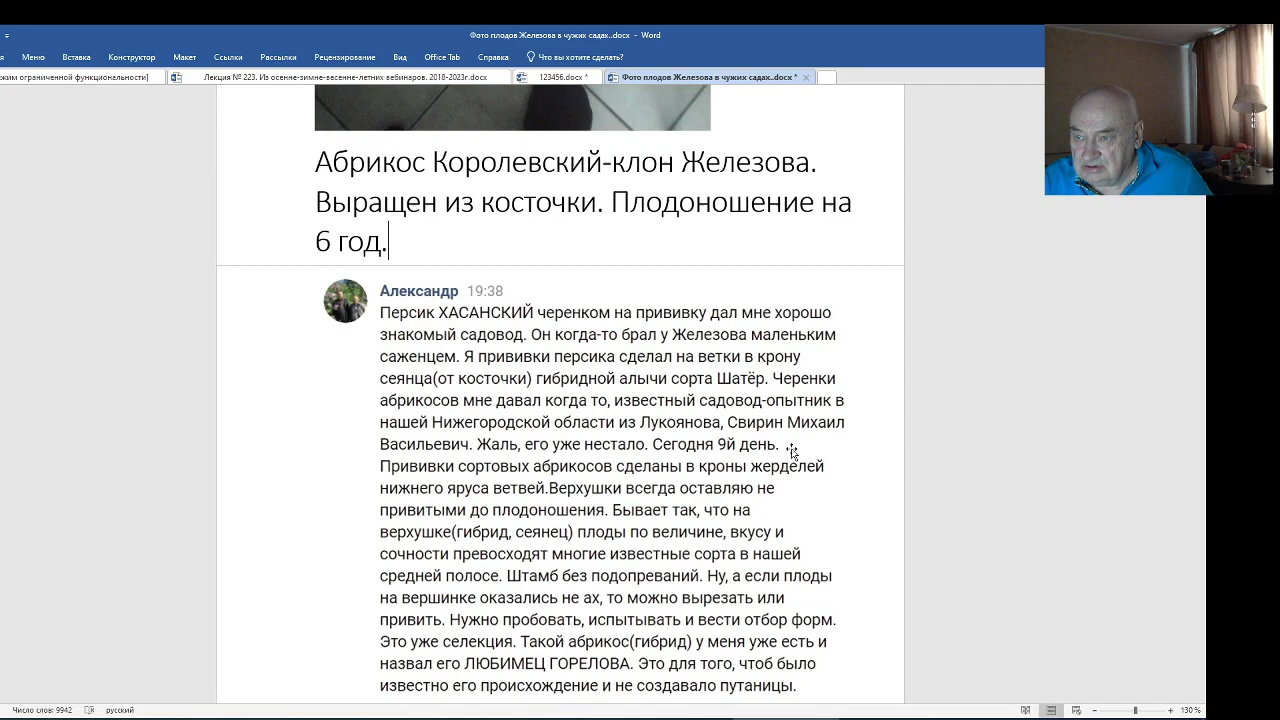 Фото плодов Железова в чужих садах..docx - Word
Меню Вставка Конструктор Макет Ссылки Рассылки Рецензирование Вид Office Tab Справка Что вы хотите сделать?
жим ограниченной функциональности] Лекция № 223. Из осенне-зимне-весенне-летних вебинаров. 2018-2023г.docx 123456.docx * Фото плодов Железова в чужих садах..docx *
Абрикос Королевский-клон Железова.
Выращен из косточки. Плодоношение на
6 год.
Александр 19:38
Персик ХАСАНСКИЙ черенком на прививку дал мне хорошо
знакомый садовод. Он когда-то брал у Железова маленьким
саженцем. Я прививки персика сделал на ветки в крону
сеянца(от косточки) гибридной алычи сорта Шатёр. Черенки
абрикосов мне давал когда то, известный садовод-опытник в
нашей Нижегородской области из Лукоянова, Свирин Михаил
Васильевич. Жаль, его уже нестало. Сегодня 9й день.
Прививки сортовых абрикосов сделаны в кроны жерделей
нижнего яруса ветвей.Верхушки всегда оставляю не
привитыми до плодоношения. Бывает так, что на
верхушке(гибрид, сеянец) плоды по величине, вкусу и
сочности превосходят многие известные сорта в нашей
средней полосе. Штамб без подопреваний. Ну, а если плоды
на вершинке оказались не ах, то можно вырезать или
привить. Нужно пробовать, испытывать и вести отбор форм.
Это уже селекция. Такой абрикос(гибрид) у меня уже есть и
назвал его ЛЮБИМЕЦ ГОРЕЛОВА. Это для того, чтоб было
известно его происхождение и не создавало путаницы.
Число слов: 9942 русский 130 %